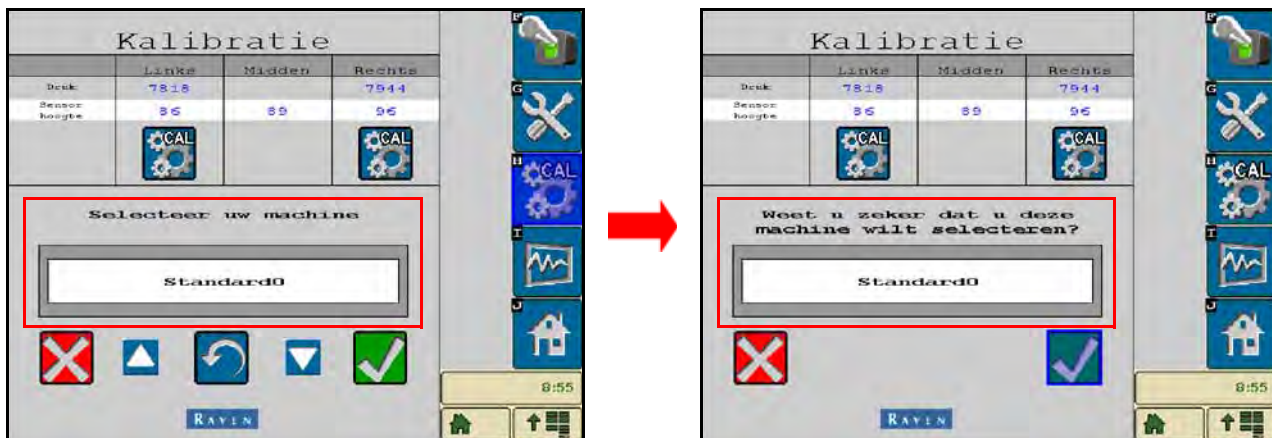 Kalibratie
Links Midden Rechts
Druk 7818 7944
Sensor
hoogte 86 89 96
CAL CAL
Selecteer uw machine
Standard0
RAVEN
F
G
H
CAL
I
J
8:55
Kalibratie
Links Midden Rechts
Druk 7818 7944
Sensor
hoogte 86 89 96
CAL CAL
Weet u zeker dat u deze
machine wilt selecteren?
Standard0
RAVEN
F
G
H
CAL
I
J
8:55